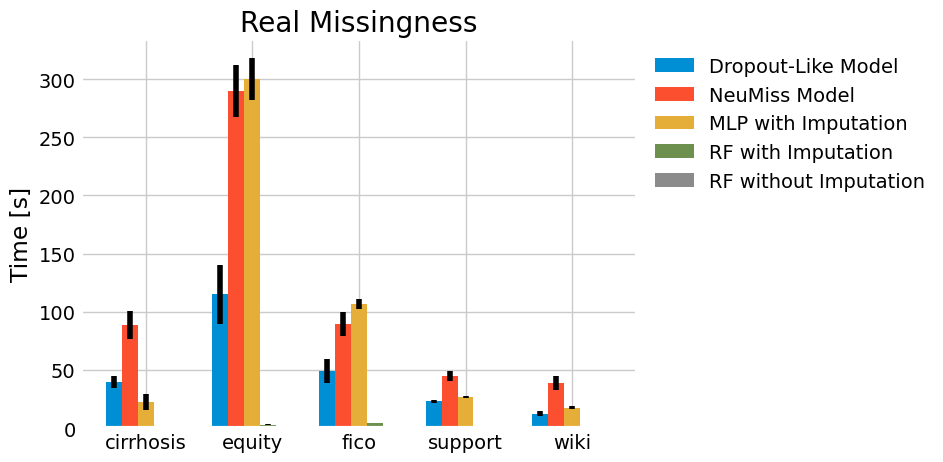 Real Missingness
Time [s]
300
250
200
150
100
50
0
cirrhosis
equity
fico
support
wiki
Dropout-Like Model
NeuMiss Model
MLP with Imputation
RF with Imputation
RF without Imputation